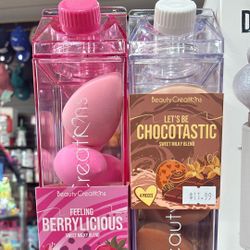 Beauty Creations
FEELING
BERRYLICIOUS
SWEET MILKY BLEND
Beauty Creations
LET'S BE
CHOCOTASTIC
SWEET MILKY BLEND
4 PIECES
$11.99
D